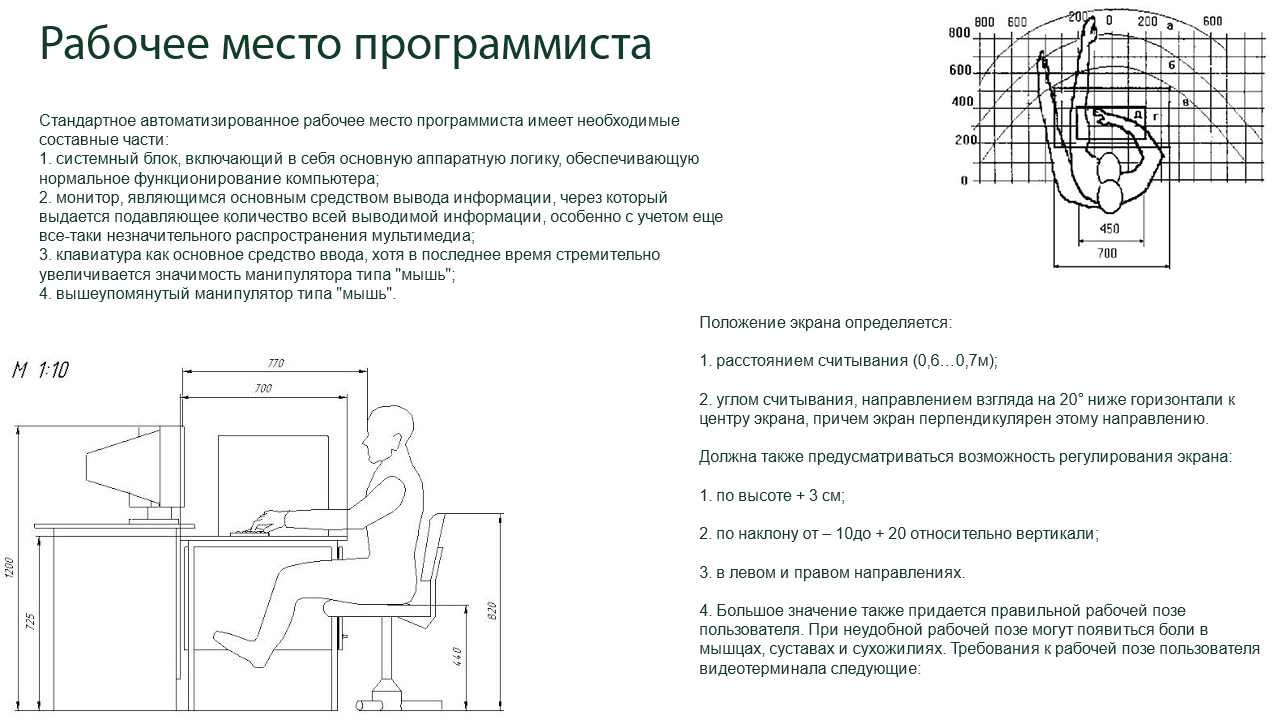 Рабочее место программиста
Стандартное автоматизированное рабочее место программиста имеет необходимые
составные части:
1. системный блок, включающий в себя основную аппаратную логику, обеспечивающую
нормальное функционирование компьютера;
2. монитор, являющимся основным средством вывода информации, через который
выдается подавляющее количество всей выводимой информации, особенно с учетом еще
все-таки незначительного распространения мультимедиа;
3. клавиатура как основное средство ввода, хотя в последнее время стремительно
увеличивается значимость манипулятора типа "мышь";
4. вышеупомянутый манипулятор типа "мышь".
800 600 200 0 200 600
800
600
400
200
0
а
б
в
г
д
450
700
М 1:10
770
700
1200
725
440
820
Положение экрана определяется:
1. расстоянием считывания (0,6…0,7м);
2. углом считывания, направлением взгляда на 20° ниже горизонтали к
центру экрана, причем экран перпендикулярен этому направлению.
Должна также предусматриваться возможность регулирования экрана:
1. по высоте + 3 см;
2. по наклону от – 10до + 20 относительно вертикали;
3. в левом и правом направлениях.
4. Большое значение также придается правильной рабочей позе
пользователя. При неудобной рабочей позе могут появиться боли в
мышцах, суставах и сухожилиях. Требования к рабочей позе пользователя
видеотерминала следующие: